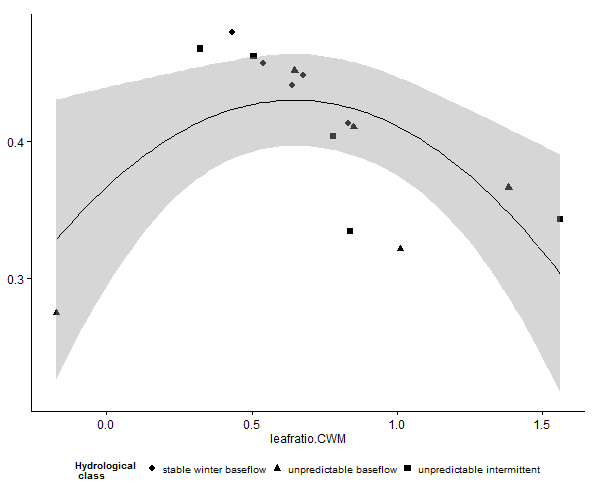 0.4
0.3
0.0 0.5 1.0 1.5
leafratio.CWM
Hydrological
class
stable winter baseflow unpredictable baseflow unpredictable intermittent